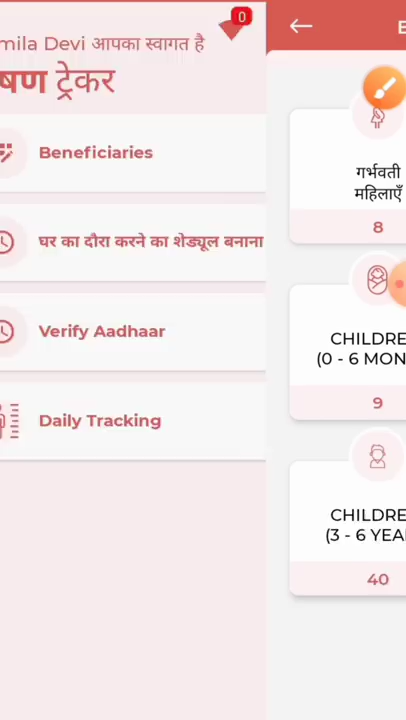 0
mila Devi आपका स्वागत है
षण ट्रेकर
Beneficiaries
घर का दौरा करने का शेड्यूल बनाना
Verify Aadhaar
Daily Tracking
गर्भवती
महिलाएँ
8
CHILDRE
(0 - 6 MON
9
CHILDRE
(3 - 6 YEA
40